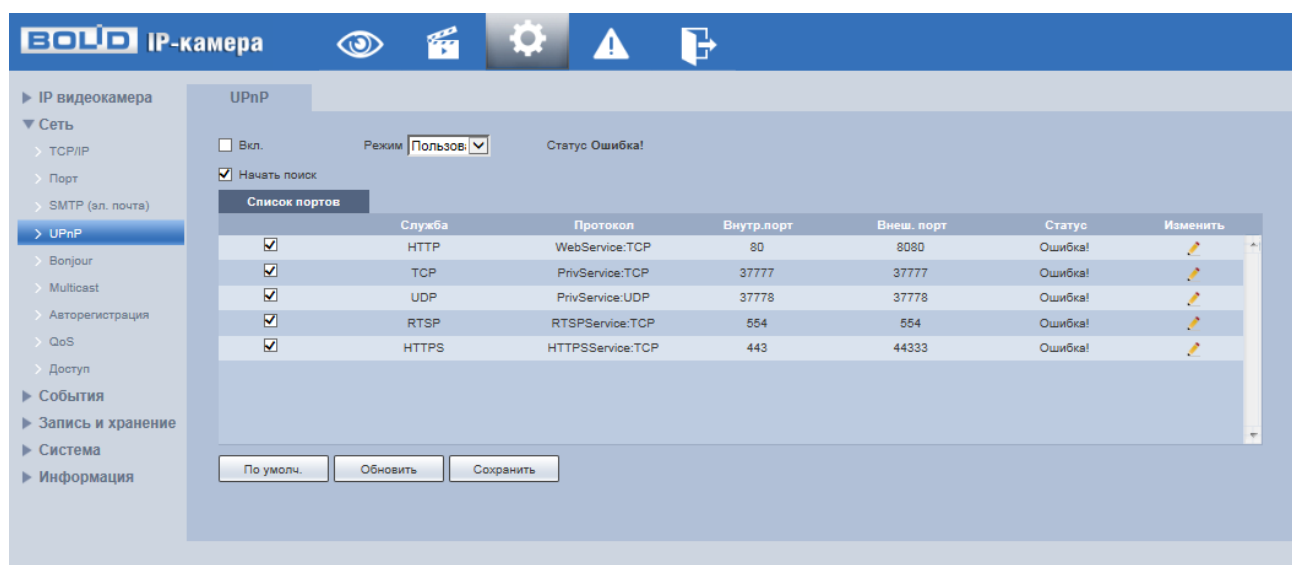 BOLID IP-камера
IP видеокамера
Сеть
TCP/IP
Порт
SMTP (эл. почта)
UPnP
Bonjour
Multicast
Авторегистрация
QoS
Доступ
События
Запись и хранение
Система
Информация
UPnP
Вкл. Режим Пользов Статус Ошибка!
Начать поиск
Список портов
Служба Протокол Внутр.порт Внеш. порт Статус Изменить
HTTP WebService:TCP 80 8080 Ошибка!
TCP PrivService:TCP 37777 37777 Ошибка!
UDP PrivService:UDP 37778 37778 Ошибка!
RTSP RTSPService:TCP 554 554 Ошибка!
HTTPS HTTPSService:TCP 443 44333 Ошибка!
По умолч. Обновить Сохранить